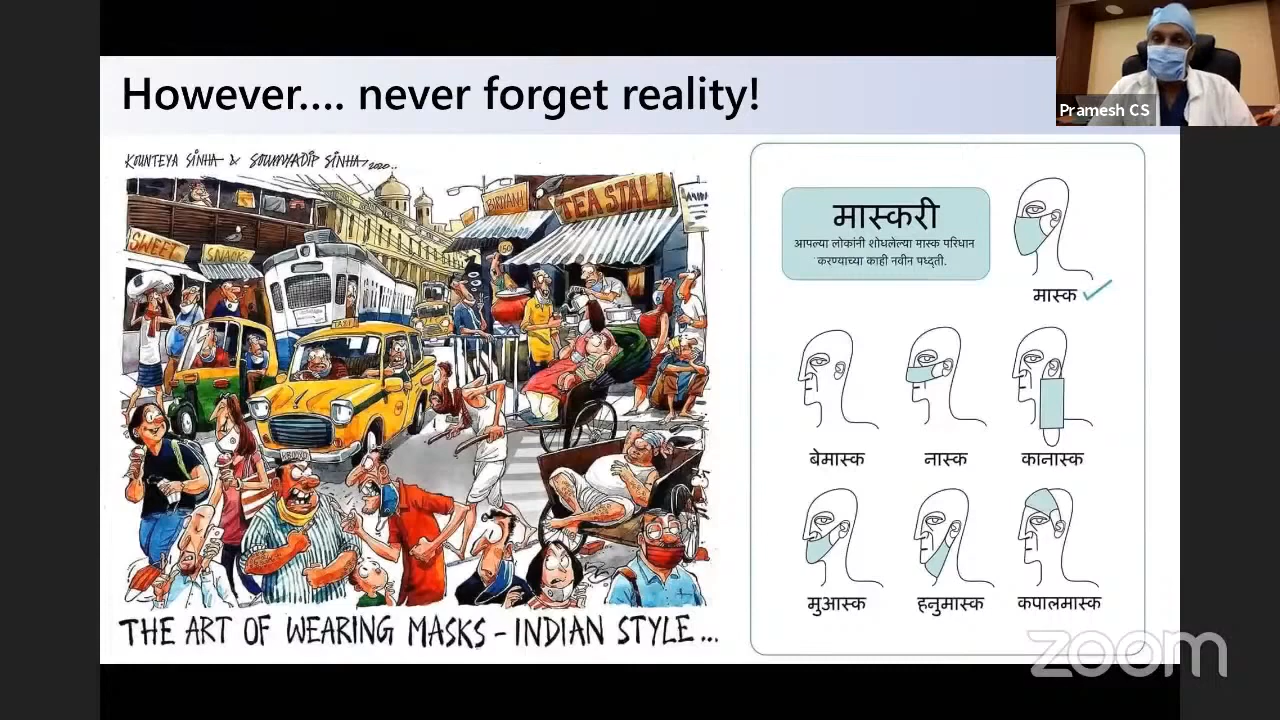 However.... never forget reality!
Pramesh CS
KOUNTEYA SINHA & SOUMYADIP SINHA 2020..
BIRYANI
TEA STALL
SWEET
SNACKS
TAXI
THE ART OF WEARING MASKS - INDIAN STYLE...
मास्करी
आपल्या लोकांनी शोधलेल्या मास्क परिधान
करण्याच्या काही नवीन पध्द्ती.
मास्क
बेमास्क
नास्क
कानास्क
मुआस्क
हनुमास्क
कपालमास्क
zoom